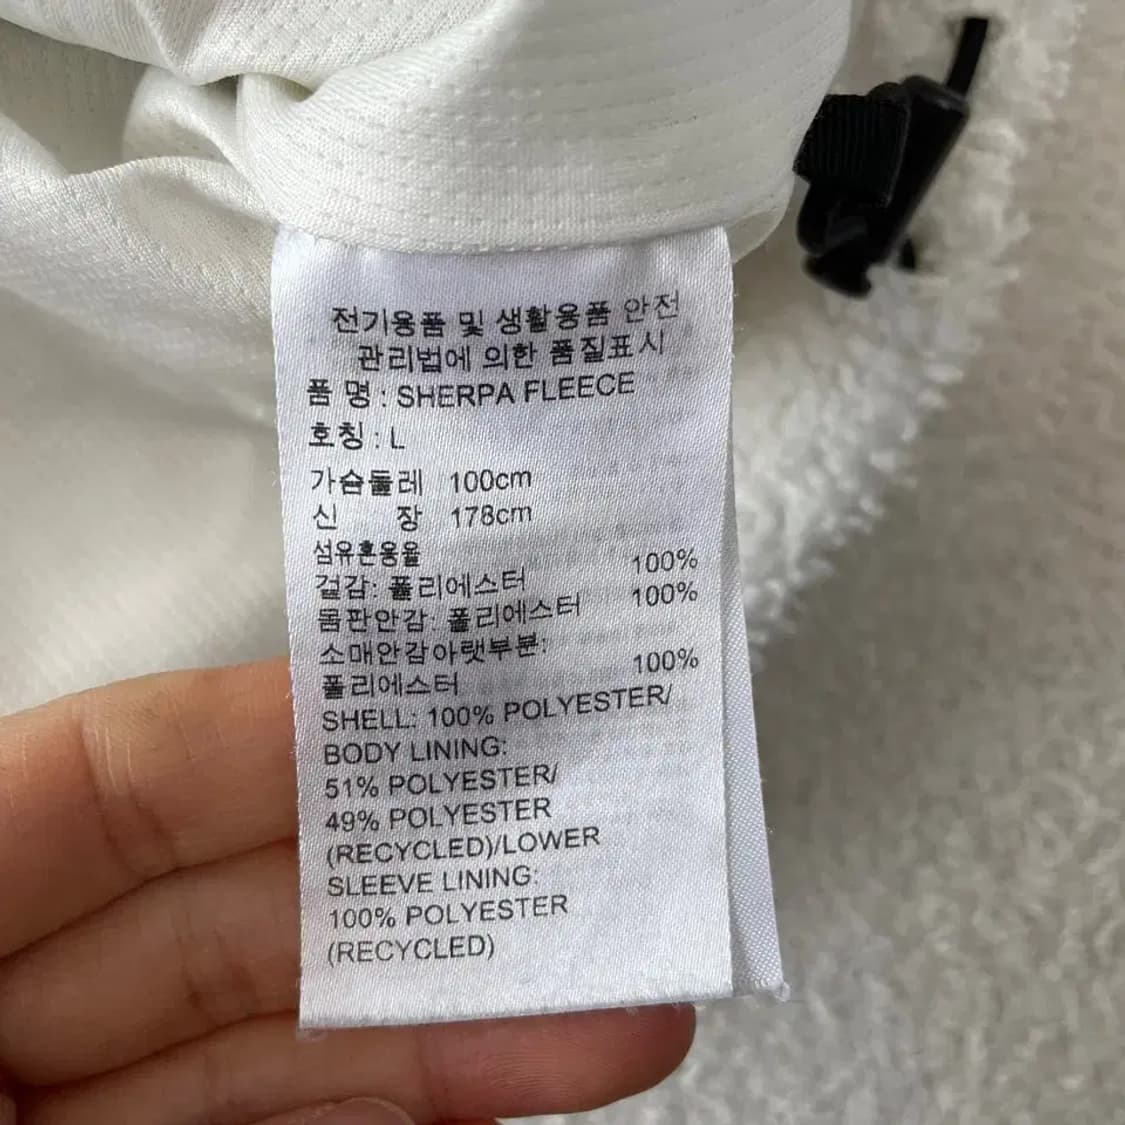 전기용품 및 생활용품 안전
관리법에 의한 품질표시
품 명 : SHERPA FLEECE
호칭 : L
가슴둘레 100cm
신 장 178cm
섬유혼용율
겉감: 폴리에스터 100%
몸판안감: 폴리에스터 100%
소매안감아랫부분:
폴리에스터 100%
SHELL: 100% POLYESTER/
BODY LINING:
51% POLYESTER/
49% POLYESTER
(RECYCLED)/LOWER
SLEEVE LINING:
100% POLYESTER
(RECYCLED)